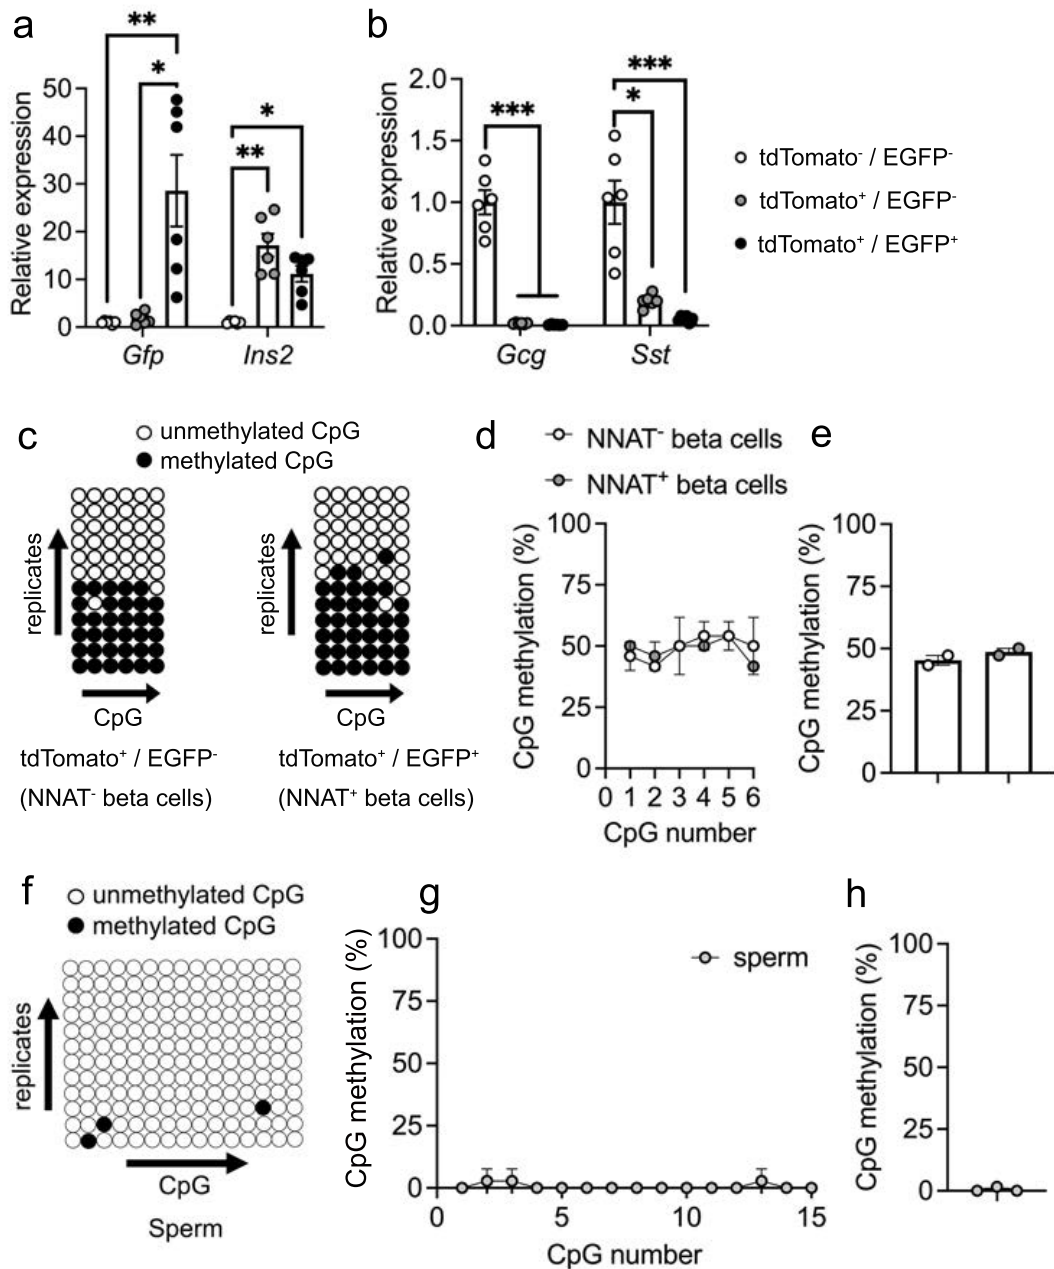 a
**
*
50
40
30
20
10
0
Relative expression
*
**
Gfp
Ins2
b
***
***
*
2.0
1.5
1.0
0.5
0.0
Relative expression
Gcg
Sst
tdTomato⁻ / EGFP⁻
tdTomato⁺ / EGFP⁻
tdTomato⁺ / EGFP⁺
c
unmethylated CpG
methylated CpG
replicates
CpG
tdTomato⁺ / EGFP⁻
(NNAT⁻ beta cells)
replicates
CpG
tdTomato⁺ / EGFP⁺
(NNAT⁺ beta cells)
d
NNAT⁻ beta cells
NNAT⁺ beta cells
CpG methylation (%)
100
75
50
25
0
0 1 2 3 4 5 6
CpG number
e
CpG methylation (%)
100
75
50
25
0
f
unmethylated CpG
methylated CpG
replicates
CpG
Sperm
g
CpG methylation (%)
100
75
50
25
0
sperm
0 5 10 15
CpG number
h
CpG methylation (%)
100
75
50
25
0